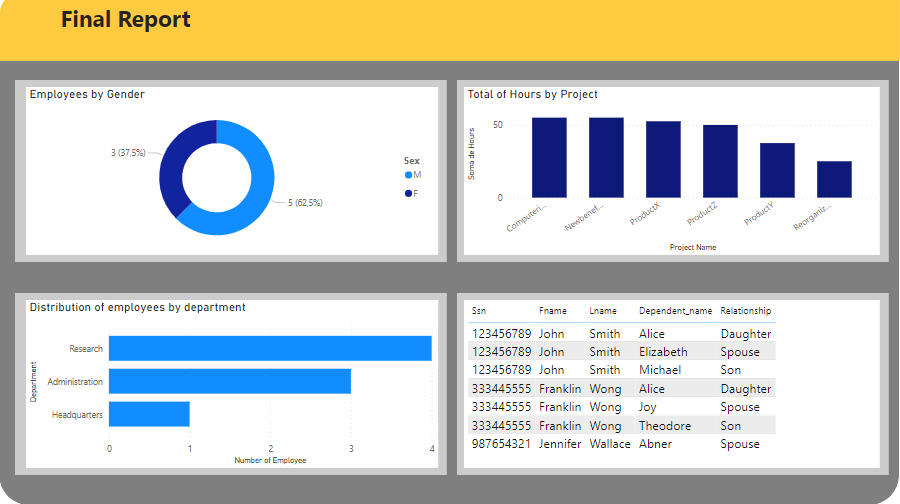 Final Report
Employees by Gender
3 (37,5%)
5 (62,5%)
Sex
M
F
Total of Hours by Project
Soma de Hours
50
0
Computeri...
Newbenef...
ProductX
ProductZ
ProductY
Reorganiz...
Project Name
Distribution of employees by department
Department
Research
Administration
Headquarters
0 1 2 3 4
Number of Employee
Ssn Fname Lname Dependent_name Relationship
123456789 John Smith Alice Daughter
123456789 John Smith Elizabeth Spouse
123456789 John Smith Michael Son
333445555 Franklin Wong Alice Daughter
333445555 Franklin Wong Joy Spouse
333445555 Franklin Wong Theodore Son
987654321 Jennifer Wallace Abner Spouse